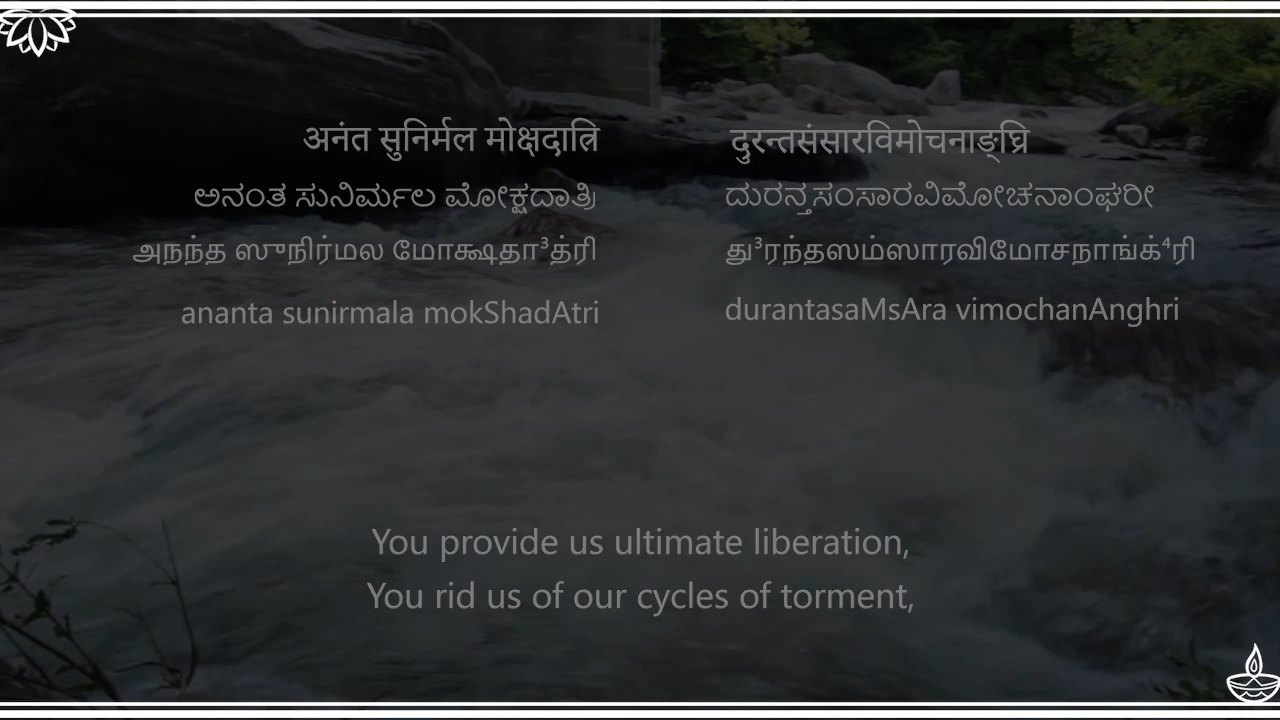 अनंत सुनिर्मल मोक्षदात्रि
दुरन्तसंसारविमोचनाङ्घ्रि
ಅನಂತ ಸುನಿರ್ಮಲ ಮೋಕ್ಷದಾತ್ರಿ
ದುರನ್ತಸಂಸಾರವಿಮೋಚನಾಂಘರೀ
அநந்த ஸுநிர்மல மோக்ஷதா³த்ரி
து³ரந்தஸம்ஸாரவிமோசநாங்க்⁴ரி
ananta sunirmala mokShadAtri
durantasaMsAra vimochanAnghri
You provide us ultimate liberation,
You rid us of our cycles of torment,